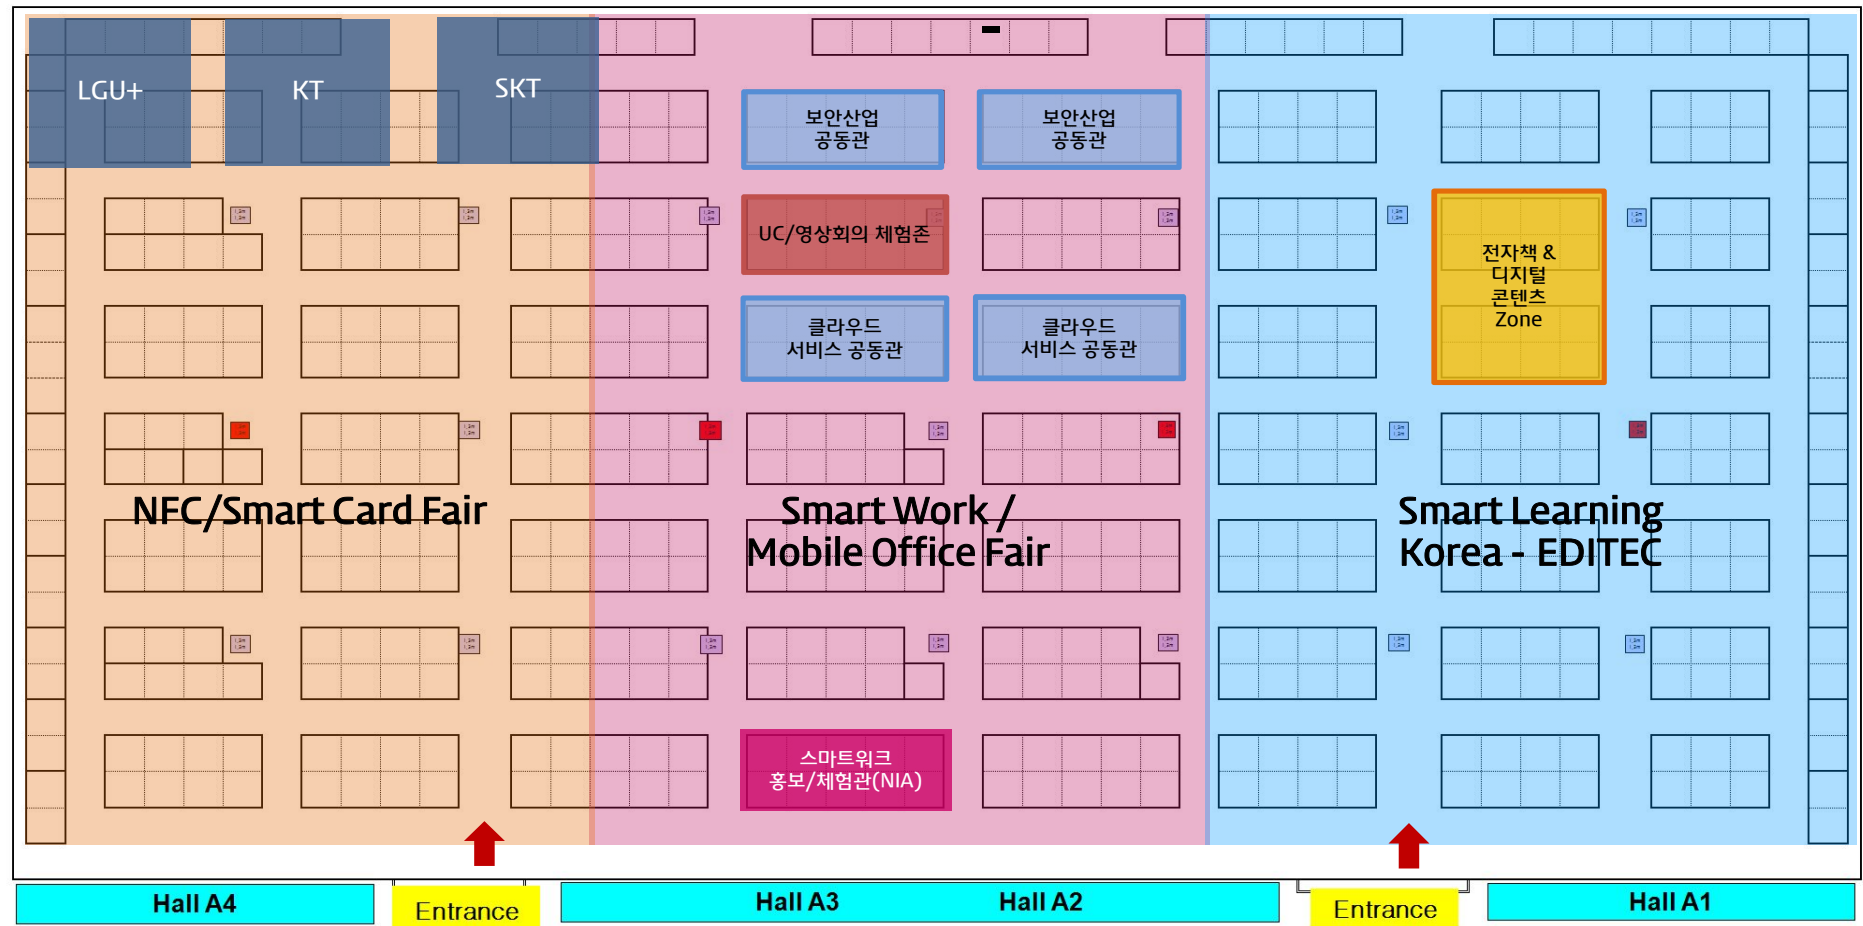 LGU+
KT
SKT
보안산업
공동관
보안산업
공동관
UC/영상회의 체험존
전자책 &
디지털
콘텐츠
Zone
클라우드
서비스 공동관
클라우드
서비스 공동관
NFC/Smart Card Fair
Smart Work /
Mobile Office Fair
Smart Learning
Korea - EDITEC
스마트워크
홍보/체험관(NIA)
Hall A4
Entrance
Hall A3
Hall A2
Entrance
Hall A1